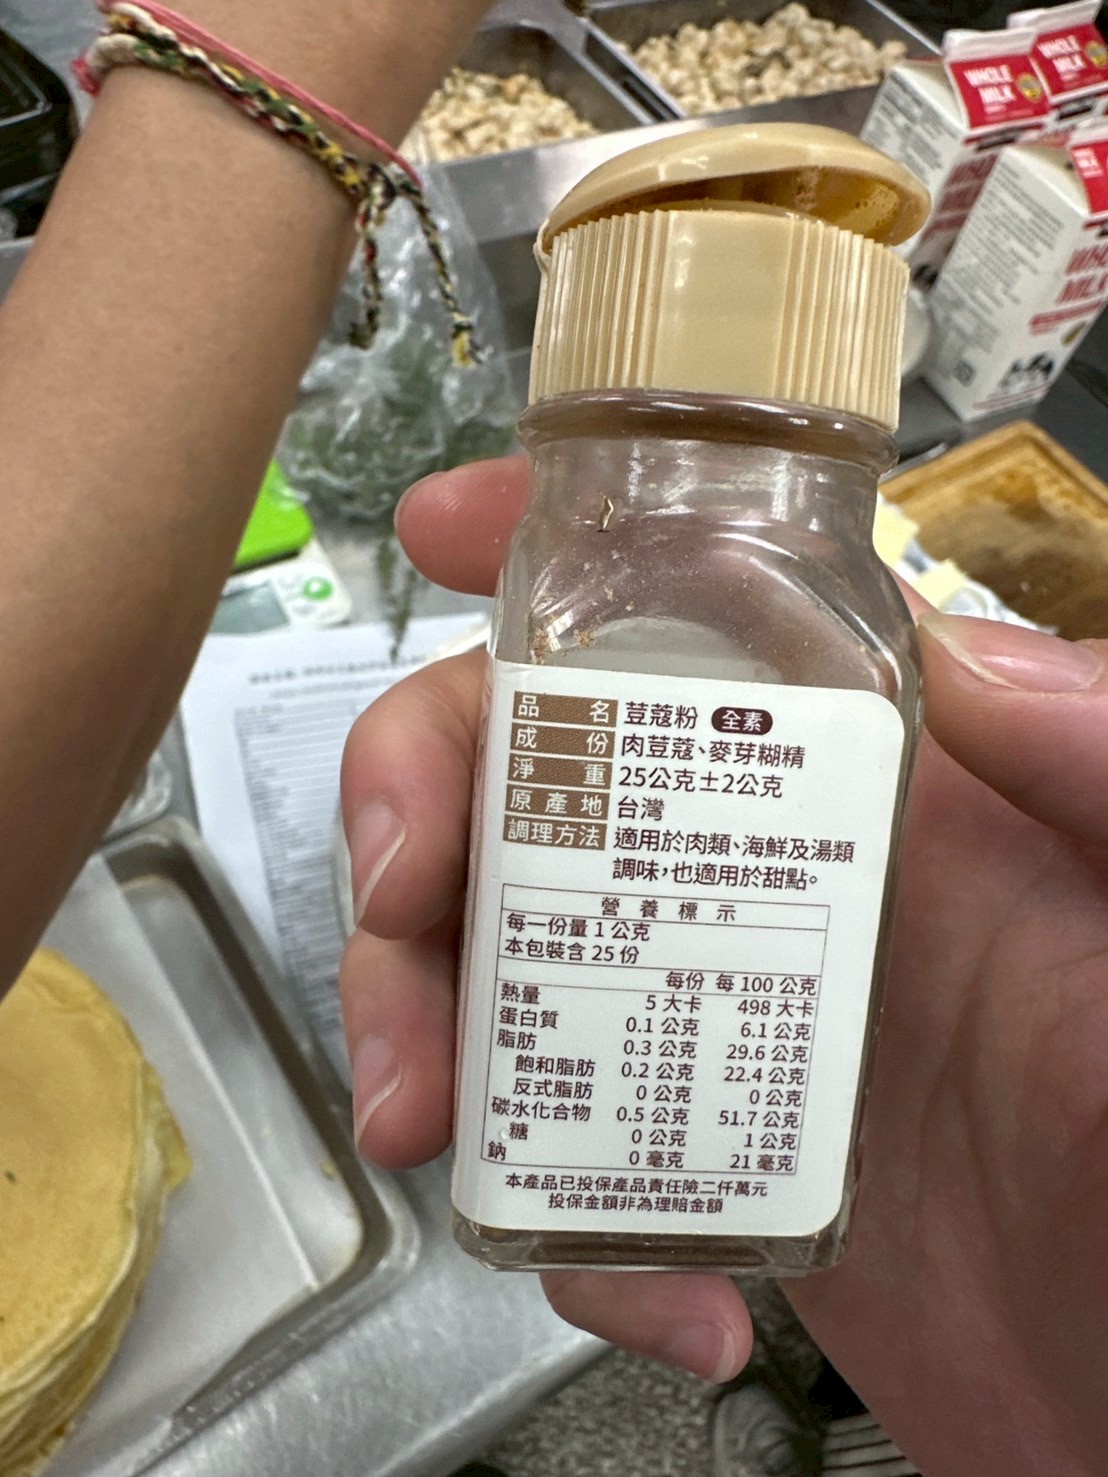 WHOLE MILK
WHOLE MILK
品名 荳蔻粉 全素
成份 肉荳蔻、麥芽糊精
淨重 25公克±2公克
原產地 台灣
調理方法 適用於肉類、海鮮及湯類
調味，也適用於甜點。
營養標示
每一份量 1 公克
本包裝含 25 份
每份 每 100 公克
熱量 5 大卡 498 大卡
蛋白質 0.1 公克 6.1 公克
脂肪 0.3 公克 29.6 公克
飽和脂肪 0.2 公克 22.4 公克
反式脂肪 0 公克 0 公克
碳水化合物 0.5 公克 51.7 公克
糖 0 公克 1 公克
鈉 0 毫克 21 毫克
本產品已投保產品責任險二仟萬元
投保金額非為理賠金額